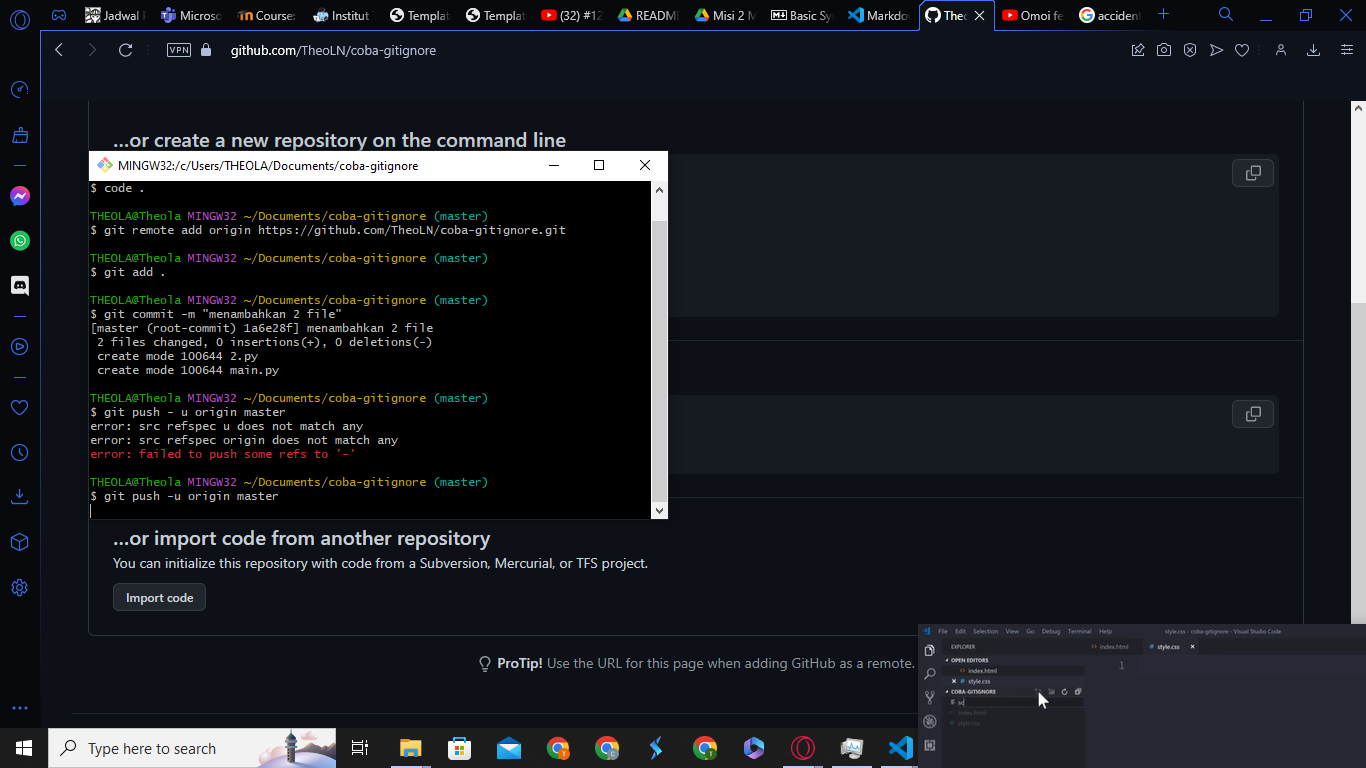 Jadwal
Microso
Course:
Institut
Templat
Templat
(32) #12
READMI
Misi 2 M
Basic Sy
Markdo
Theo
Omoi fe
acciden
VPN
github.com/TheoLN/coba-gitignore
...or create a new repository on the command line
MINGW32:/c/Users/THEOLA/Documents/coba-gitignore
$ code .
THEOLA@Theola MINGW32 ~/Documents/coba-gitignore (master)
$ git remote add origin https://github.com/TheoLN/coba-gitignore.git
THEOLA@Theola MINGW32 ~/Documents/coba-gitignore (master)
$ git add .
THEOLA@Theola MINGW32 ~/Documents/coba-gitignore (master)
$ git commit -m "menambahkan 2 file"
[master (root-commit) 1a6e28f] menambahkan 2 file
2 files changed, 0 insertions(+), 0 deletions(-)
create mode 100644 2.py
create mode 100644 main.py
THEOLA@Theola MINGW32 ~/Documents/coba-gitignore (master)
$ git push - u origin master
error: src refspec u does not match any
error: src refspec origin does not match any
error: failed to push some refs to '-'
THEOLA@Theola MINGW32 ~/Documents/coba-gitignore (master)
$ git push -u origin master
...or import code from another repository
You can initialize this repository with code from a Subversion, Mercurial, or TFS project.
Import code
ProTip! Use the URL for this page when adding GitHub as a remote.
File Edit Selection View Go Debug Terminal Help
style.css - coba-gitignore - Visual Studio Code
EXPLORER
index.html
style.css
OPEN EDITORS
index.html
style.css
COBA-GITIGNORE
sc
index.html
style.css
1
Type here to search